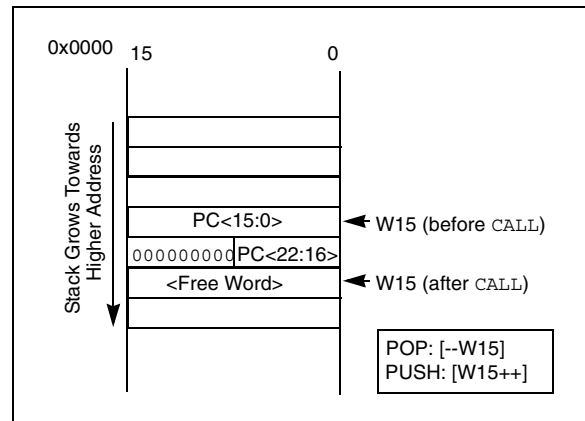 0x0000 15 0
Stack Grows Towards
Higher Address
PC<15:0>
W15 (before CALL)
000000000 PC<22:16>
<Free Word>
W15 (after CALL)
POP: [--W15]
PUSH: [W15++]